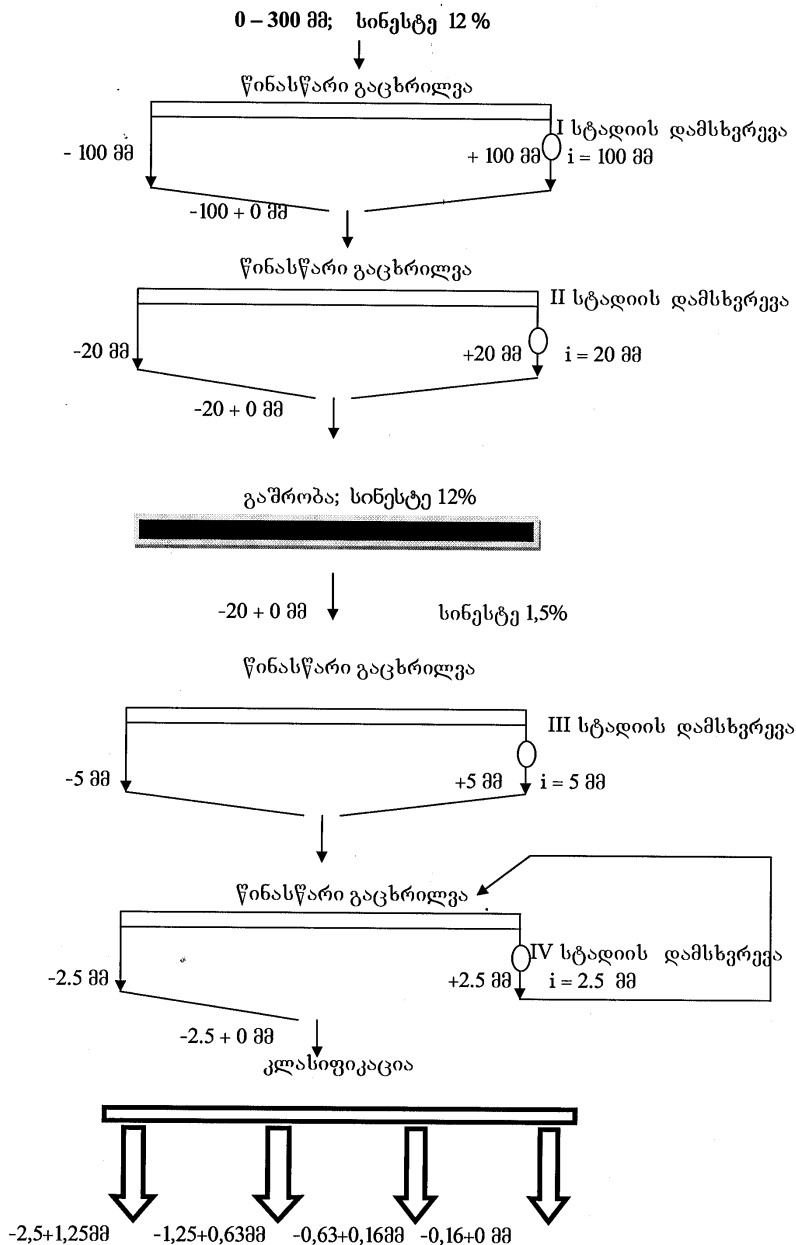 0 – 300 მმ; სინესტე 12 %
წინასწარი გაცხრილვა
I სტადიის დამსხვრევა
- 100 მმ
+ 100 მმ
i = 100 მმ
-100 + 0 მმ
წინასწარი გაცხრილვა
II სტადიის დამსხვრევა
-20 მმ
+20 მმ
i = 20 მმ
-20 + 0 მმ
გაშრობა; სინესტე 12%
-20 + 0 მმ
სინესტე 1,5%
წინასწარი გაცხრილვა
III სტადიის დამსხვრევა
-5 მმ
+5 მმ
i = 5 მმ
წინასწარი გაცხრილვა
IV სტადიის დამსხვრევა
-2.5 მმ
+2.5 მმ
i = 2.5 მმ
-2.5 + 0 მმ
კლასიფიკაცია
-2,5+1,25მმ -1,25+0,63მმ -0,63+0,16მმ -0,16+0 მმ